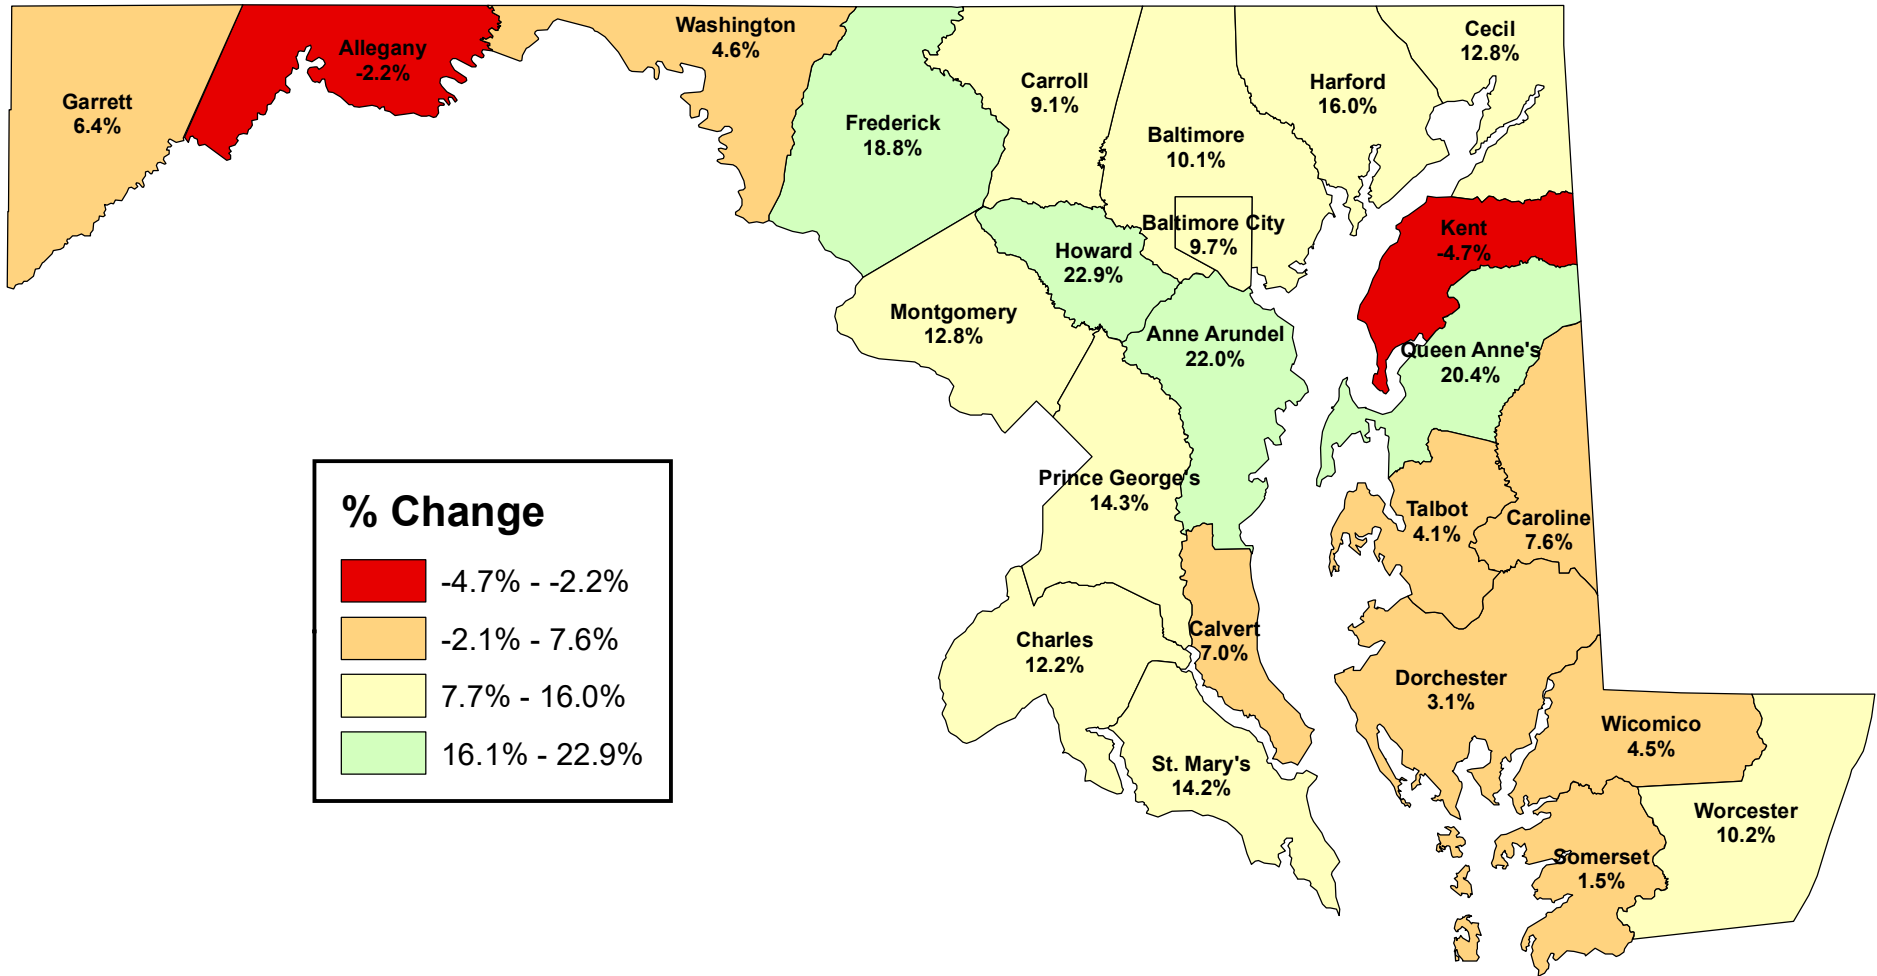 Washington
4.6%
Allegany
-2.2%
Garrett
6.4%
Frederick
18.8%
Carroll
9.1%
Baltimore
10.1%
Harford
16.0%
Cecil
12.8%
Baltimore City
9.7%
Howard
22.9%
Kent
-4.7%
Montgomery
12.8%
Anne Arundel
22.0%
Queen Anne's
20.4%
Prince George's
14.3%
Talbot
4.1%
Caroline
7.6%
Charles
12.2%
Calvert
7.0%
Dorchester
3.1%
Wicomico
4.5%
St. Mary's
14.2%
Worcester
10.2%
Somerset
1.5%
% Change
-4.7% - -2.2%
-2.1% - 7.6%
7.7% - 16.0%
16.1% - 22.9%